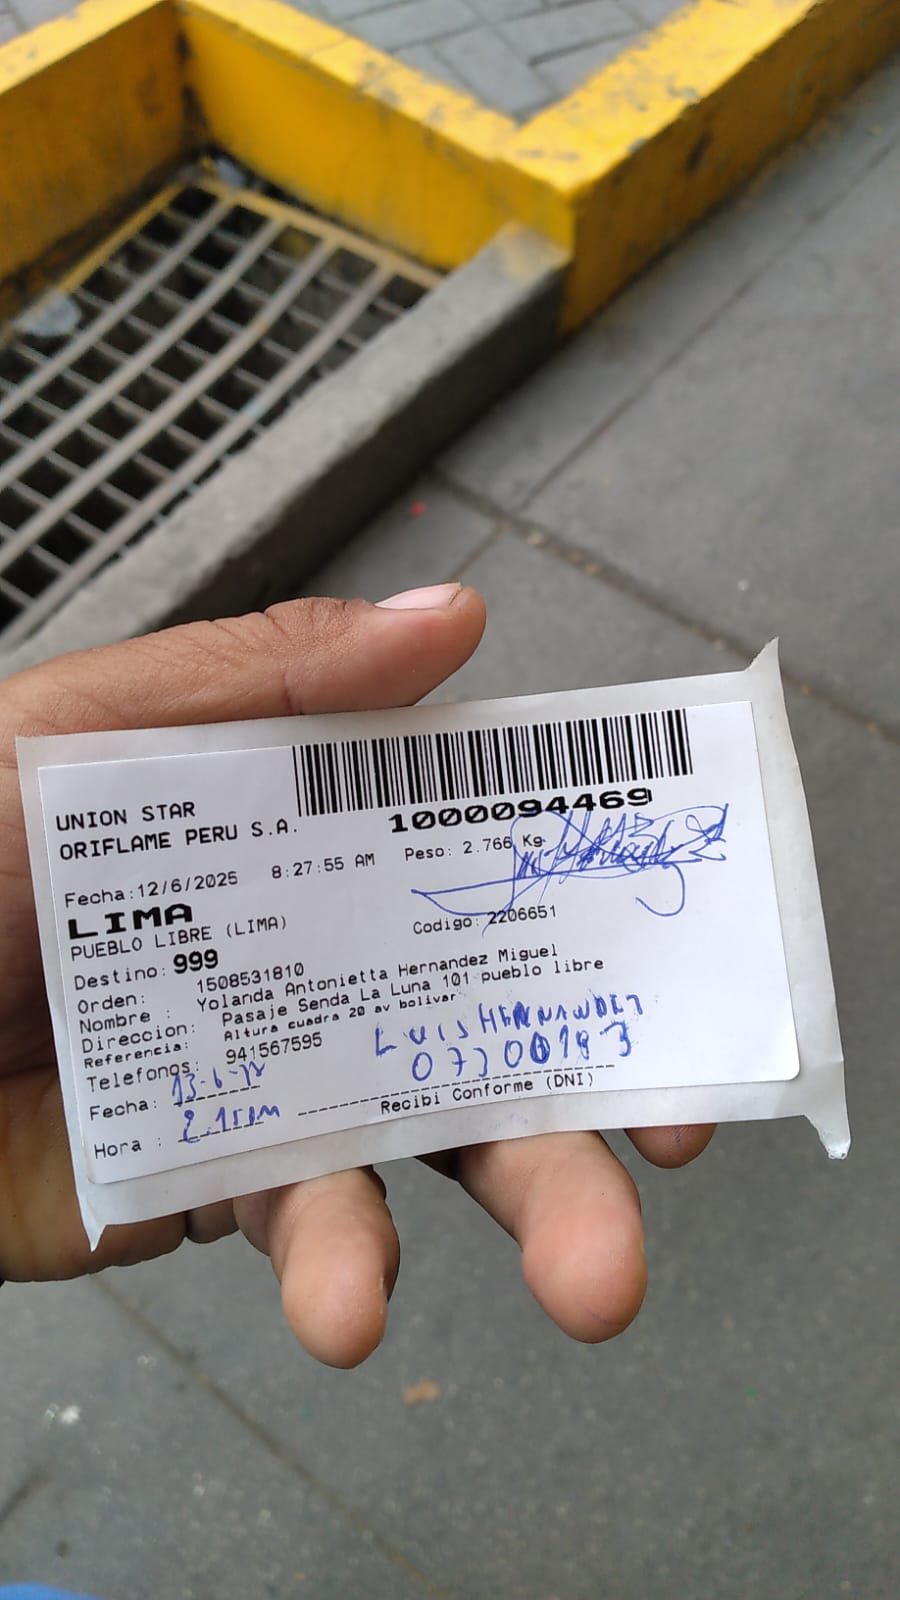 UNION STAR
ORIFLAME PERU S.A.
1000094469
Fecha:12/6/2025 8:27:55 AM Peso: 2.766 Kg.
LIMA
PUEBLO LIBRE (LIMA) Codigo: 2206651
Destino: 999
Orden: 1508531810
Nombre : Yolanda Antonietta Hernandez Miguel
Direccion: Pasaje Senda La Luna 101 pueblo libre
Referencia: Altura cuadra 20 av bolivar
Telefonos: 941567595
LUIS HERNANDEZ
Fecha: 13-6-
Hora :
Recibi Conforme (DNI)